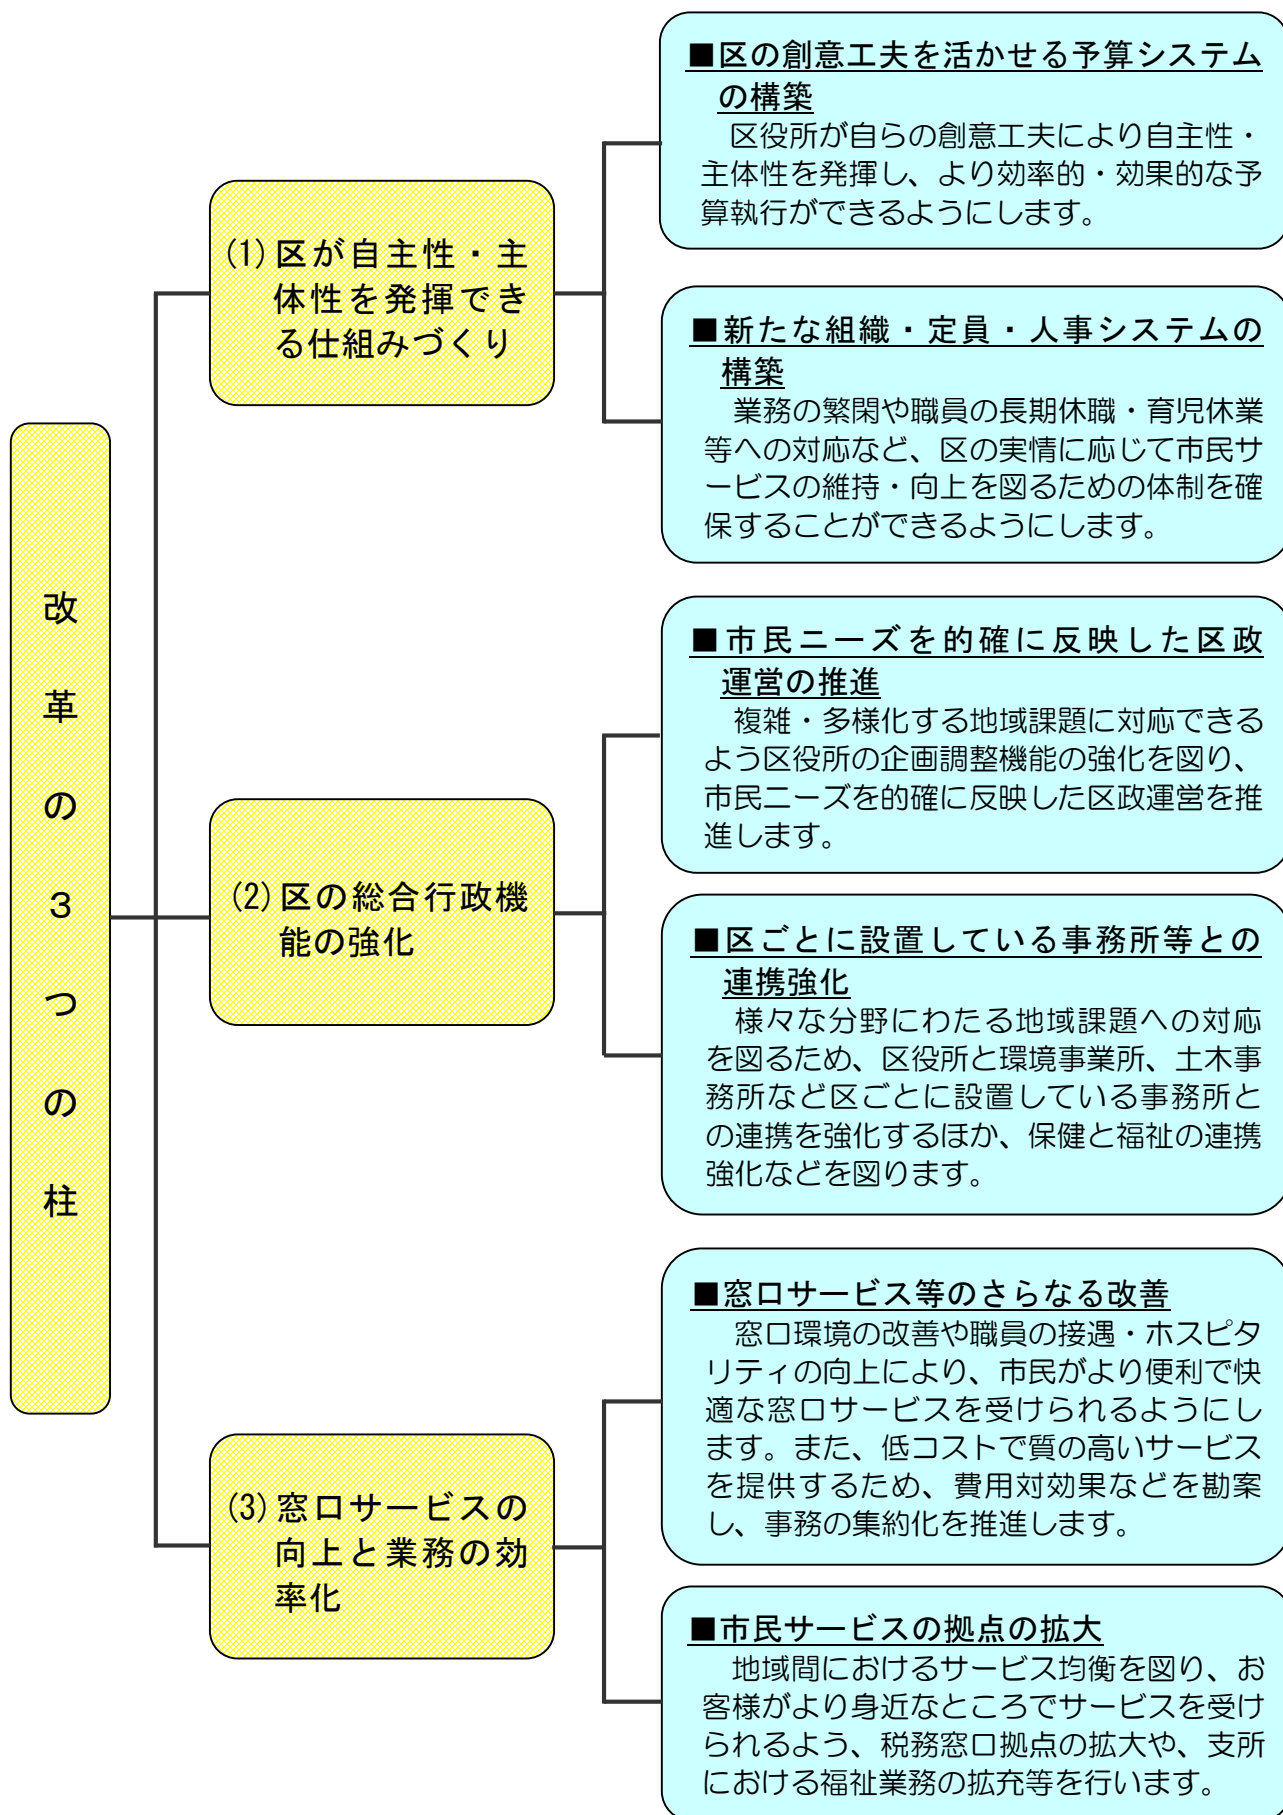 改革の３つの柱
(1)区が自主性・主
体性を発揮でき
る仕組みづくり
■区の創意工夫を活かせる予算システム
の構築
区役所が自らの創意工夫により自主性・
主体性を発揮し、より効率的・効果的な予
算執行ができるようにします。
■新たな組織・定員・人事システムの
構築
業務の繁閑や職員の長期休職・育児休業
等への対応など、区の実情に応じて市民サ
ービスの維持・向上を図るための体制を確
保することができるようにします。
(2)区の総合行政機
能の強化
■市民ニーズを的確に反映した区政
運営の推進
複雑・多様化する地域課題に対応できる
よう区役所の企画調整機能の強化を図り、
市民ニーズを的確に反映した区政運営を推
進します。
■区ごとに設置している事務所等との
連携強化
様々な分野にわたる地域課題への対応
を図るため、区役所と環境事業所、土木事
務所など区ごとに設置している事務所と
の連携を強化するほか、保健と福祉の連携
強化などを図ります。
(3)窓口サービスの
向上と業務の効
率化
■窓口サービス等のさらなる改善
窓口環境の改善や職員の接遇・ホスピタ
リティの向上により、市民がより便利で快
適な窓口サービスを受けられるようにし
ます。また、低コストで質の高いサービス
を提供するため、費用対効果などを勘案
し、事務の集約化を推進します。
■市民サービスの拠点の拡大
地域間におけるサービス均衡を図り、お
客様がより身近なところでサービスを受け
られるよう、税務窓口拠点の拡大や、支所
における福祉業務の拡充等を行います。